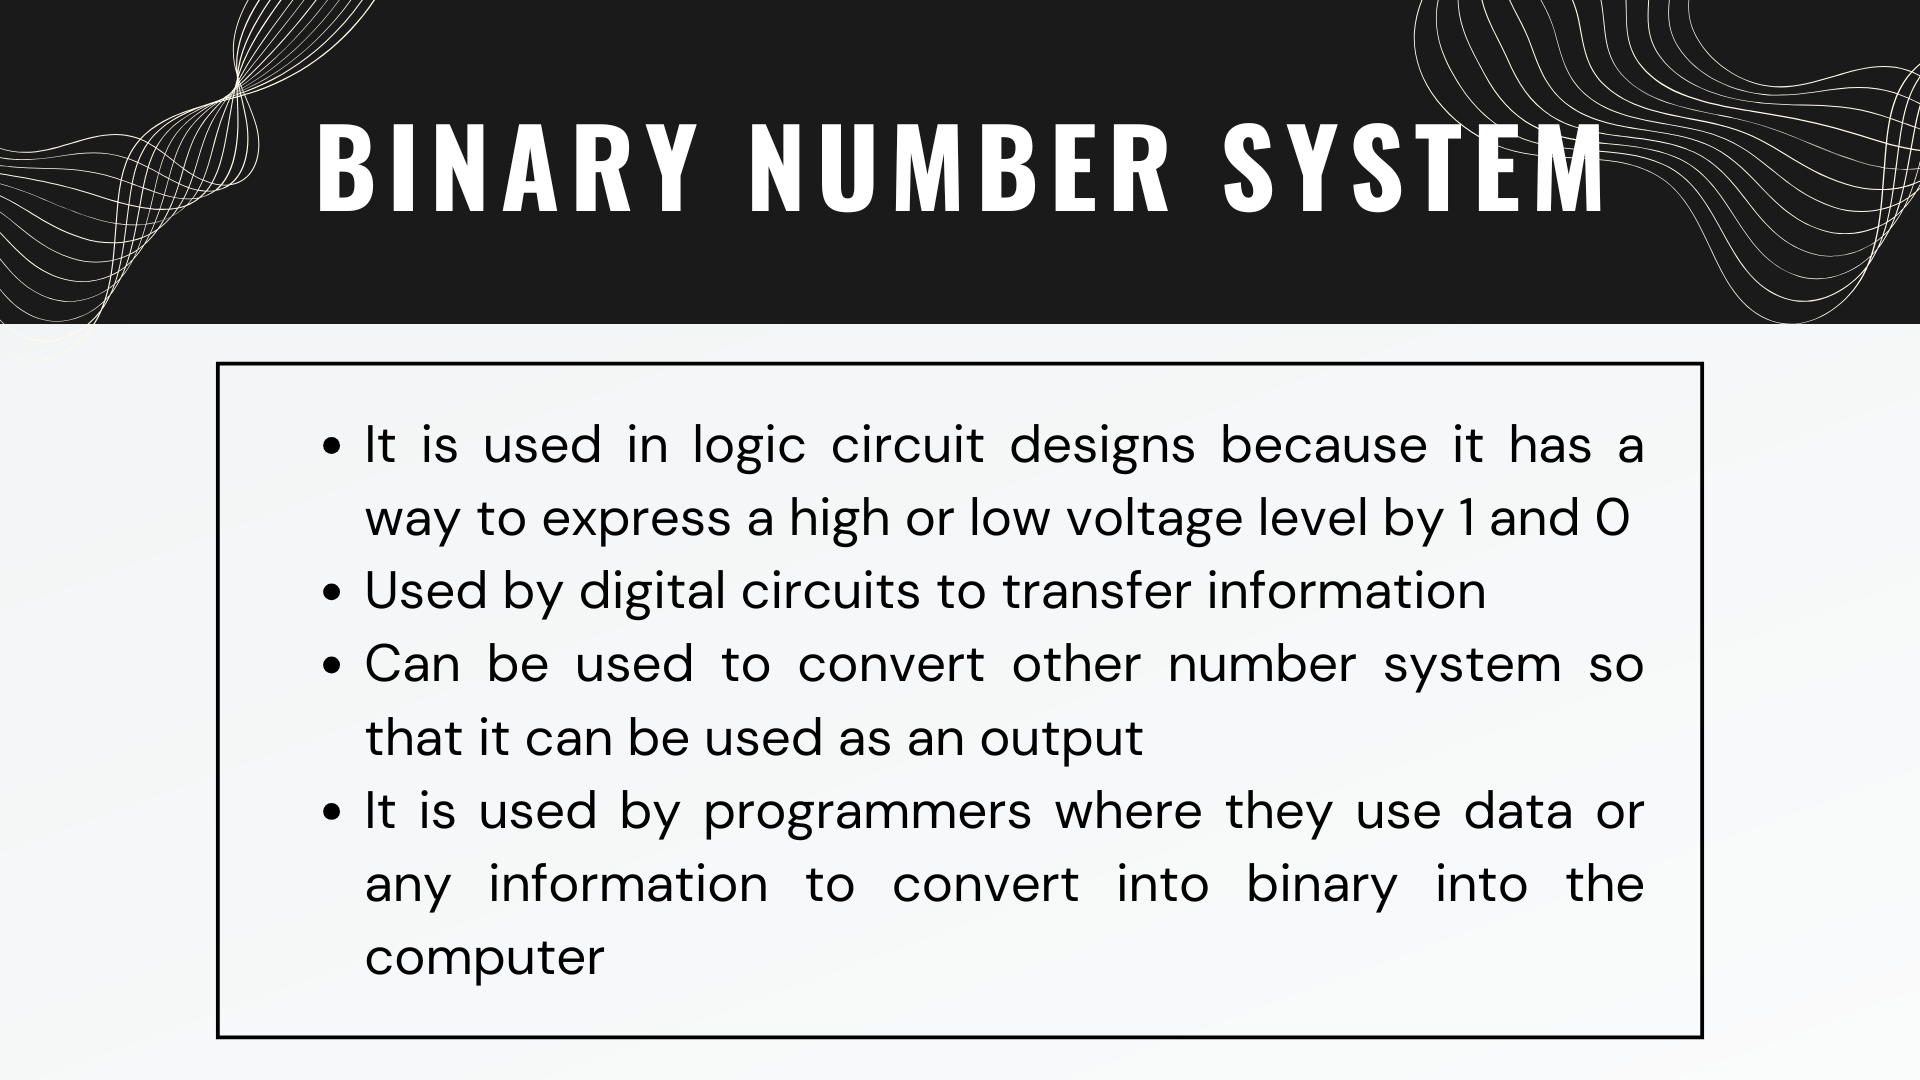 BINARY NUMBER SYSTEM
• It is used in logic circuit designs because it has a
way to express a high or low voltage level by 1 and 0
• Used by digital circuits to transfer information
• Can be used to convert other number system so
that it can be used as an output
• It is used by programmers where they use data or
any information to convert into binary into the
computer